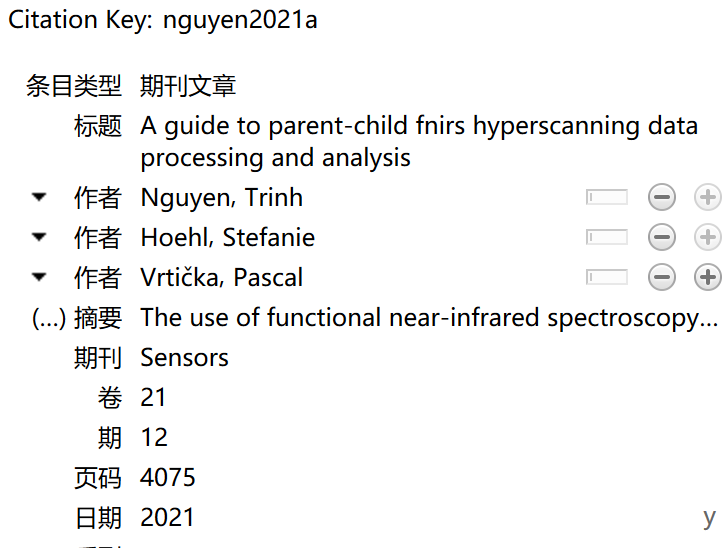 Citation Key: nguyen2021a
条目类型 期刊文章
标题 A guide to parent-child fnirs hyperscanning data
processing and analysis
作者 Nguyen, Trinh
作者 Hoehl, Stefanie
作者 Vrtička, Pascal
(...) 摘要 The use of functional near-infrared spectroscopy...
期刊 Sensors
卷 21
期 12
页码 4075
日期 2021 y